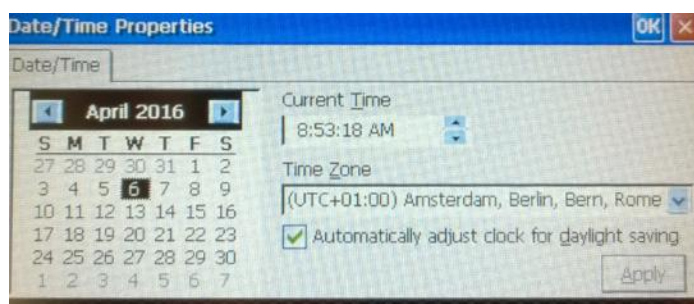 Date/Time Properties OK ×
Date/Time
April 2016
S M T W T F S
27 28 29 30 31 1 2
3 4 5 6 7 8 9
10 11 12 13 14 15 16
17 18 19 20 21 22 23
24 25 26 27 28 29 30
1 2 3 4 5 6 7
Current Time
8:53:18 AM
Time Zone
(UTC+01:00) Amsterdam, Berlin, Bern, Rome
Automatically adjust clock for daylight saving
Apply